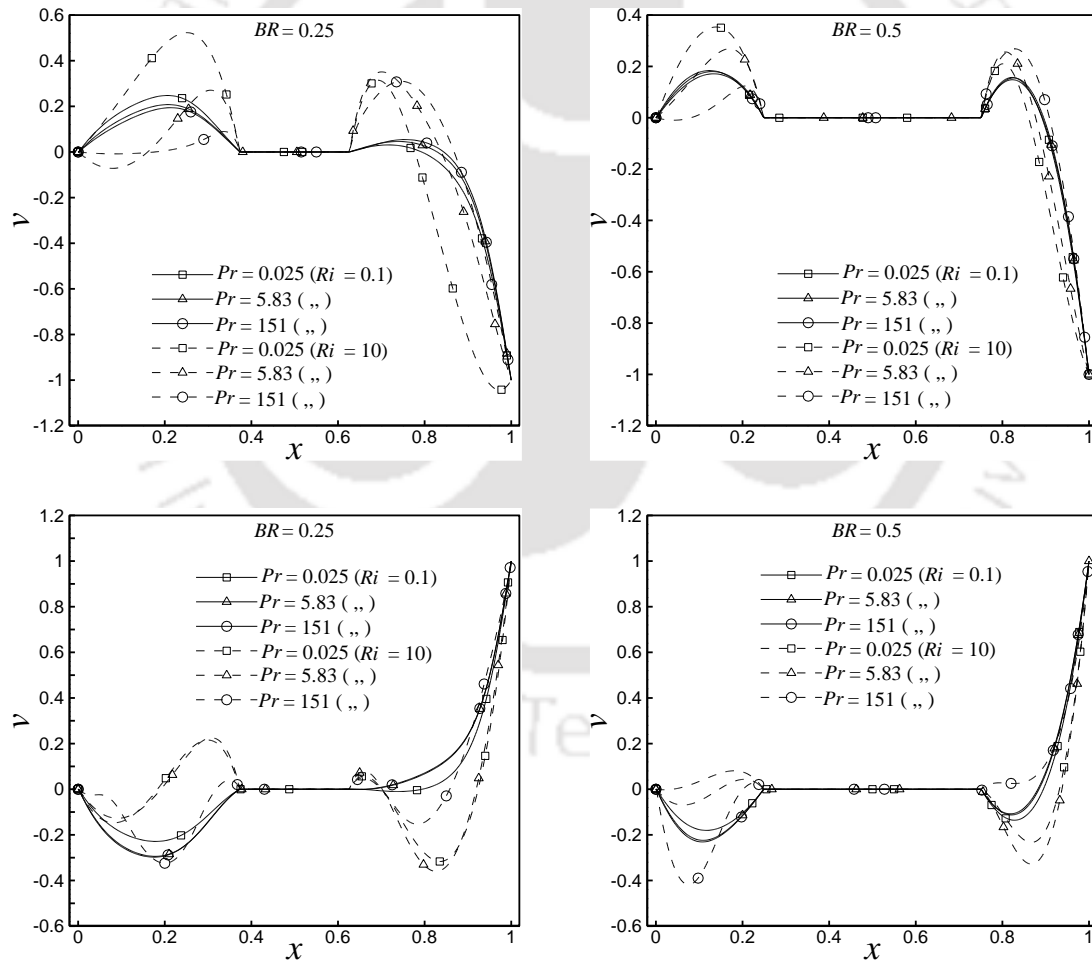 BR = 0.25
0.6
0.4
0.2
0
-0.2
-0.4
-0.6
-0.8
-1
-1.2
v
Pr = 0.025 (Ri = 0.1)
Pr = 5.83 ( ,, )
Pr = 151 ( ,, )
Pr = 0.025 (Ri = 10)
Pr = 5.83 ( ,, )
Pr = 151 ( ,, )
0 0.2 0.4 0.6 0.8 1
x
BR = 0.5
0.4
0.2
0
-0.2
-0.4
-0.6
-0.8
-1
-1.2
v
Pr = 0.025 (Ri = 0.1)
Pr = 5.83 ( ,, )
Pr = 151 ( ,, )
Pr = 0.025 (Ri = 10)
Pr = 5.83 ( ,, )
Pr = 151 ( ,, )
0 0.2 0.4 0.6 0.8 1
x
BR = 0.25
1.2
1
0.8
0.6
0.4
0.2
0
-0.2
-0.4
-0.6
v
Pr = 0.025 (Ri = 0.1)
Pr = 5.83 ( ,, )
Pr = 151 ( ,, )
Pr = 0.025 (Ri = 10)
Pr = 5.83 ( ,, )
Pr = 151 ( ,, )
0 0.2 0.4 0.6 0.8 1
x
BR = 0.5
1.2
1
0.8
0.6
0.4
0.2
0
-0.2
-0.4
-0.6
v
Pr = 0.025 (Ri = 0.1)
Pr = 5.83 ( ,, )
Pr = 151 ( ,, )
Pr = 0.025 (Ri = 10)
Pr = 5.83 ( ,, )
Pr = 151 ( ,, )
0 0.2 0.4 0.6 0.8 1
x
Te